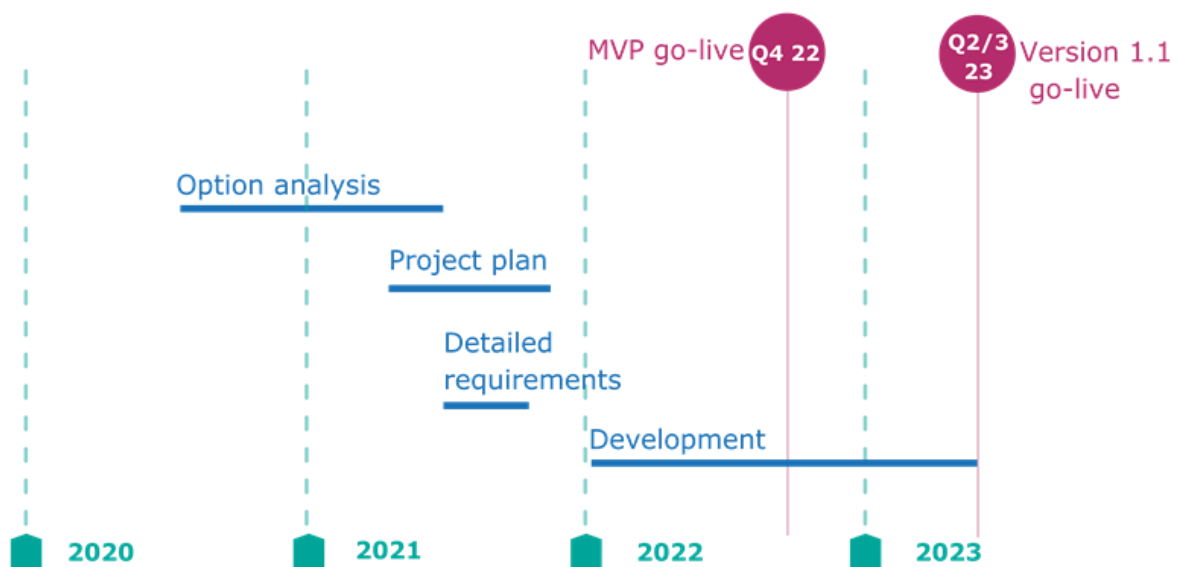 MVP go-live
Q4 22
Q2/3
23
Version 1.1
go-live
Option analysis
Project plan
Detailed
requirements
Development
2020
2021
2022
2023